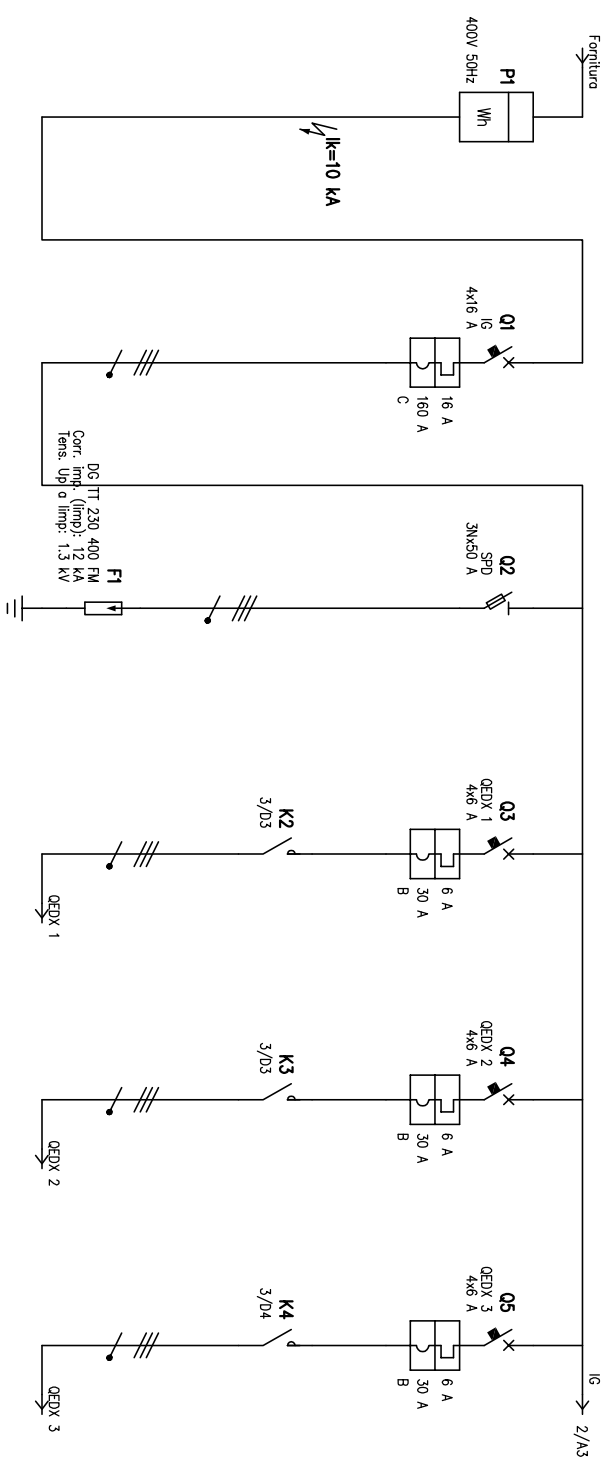 Fornitura
P1
400V 50Hz
Wh
Ik=10 kA
Q1
IG
4x16 A
16 A
160 A
C
Q2
SPD
3Nx50 A
F1
DG TT 230 400 FM
Corr. imp. (Iimp): 12 kA
Tens. Up a Iimp: 1.3 kV
Q3
QEDX 1
4x6 A
6 A
30 A
B
K2
3/D3
QEDX 1
Q4
QEDX 2
4x6 A
6 A
30 A
B
K3
3/D3
QEDX 2
Q5
QEDX 3
4x6 A
6 A
30 A
B
K4
3/D4
QEDX 3
IG
2/A3